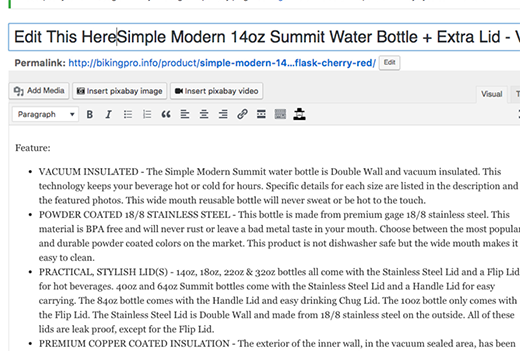 Edit This HereSimple Modern 14oz Summit Water Bottle + Extra Lid - V
Permalink: http://bikingpro.info/product/simple-modern-14...flask-cherry-red/ Edit
Add Media Insert pixabay image Insert pixabay video
Visual T
Paragraph B I
Feature:
VACUUM INSULATED - The Simple Modern Summit water bottle is Double Wall and vacuum insulated. This
technology keeps your beverage hot or cold for hours. Specific details for each size are listed in the description and
the featured photos. This wide mouth reusable bottle will never sweat or be hot to the touch.
POWDER COATED 18/8 STAINLESS STEEL - This bottle is made from premium gage 18/8 stainless steel. This
material is BPA free and will never rust or leave a bad metal taste in your mouth. Choose between the most popula
and durable powder coated colors on the market. This product is not dishwasher safe but the wide mouth makes it
easy to clean.
PRACTICAL, STYLISH LID(S) - 14oz, 18oz, 22oz & 32oz bottles all come with the Stainless Steel Lid and a Flip Lid
for hot beverages. 40oz and 64oz Summit bottles come with the Stainless Steel Lid and a Handle Lid for easy
carrying. The 84oz bottle comes with the Handle Lid and easy drinking Chug Lid. The 10oz bottle only comes with
the Flip Lid. The Stainless Steel Lid is Double Wall and made from 18/8 stainless steel on the outside. All of these
lids are leak proof, except for the Flip Lid.
PREMIUM COPPER COATED INSULATION - The exterior of the inner wall, in the vacuum sealed area, has been